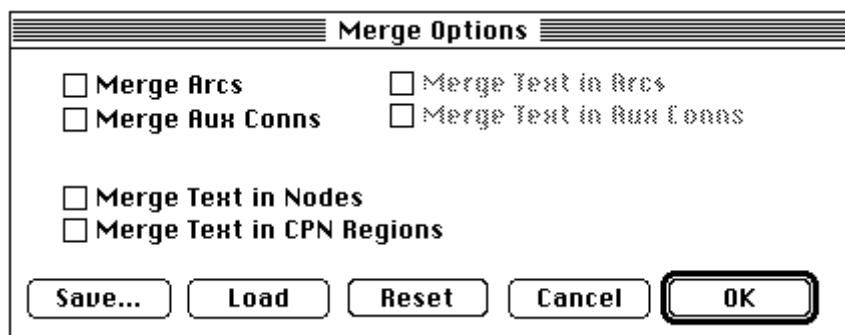 Merge Options
Merge Arcs
Merge Text in Arcs
Merge Aux Conns
Merge Text in Aux Conns
Merge Text in Nodes
Merge Text in CPN Regions
Save... Load Reset Cancel OK